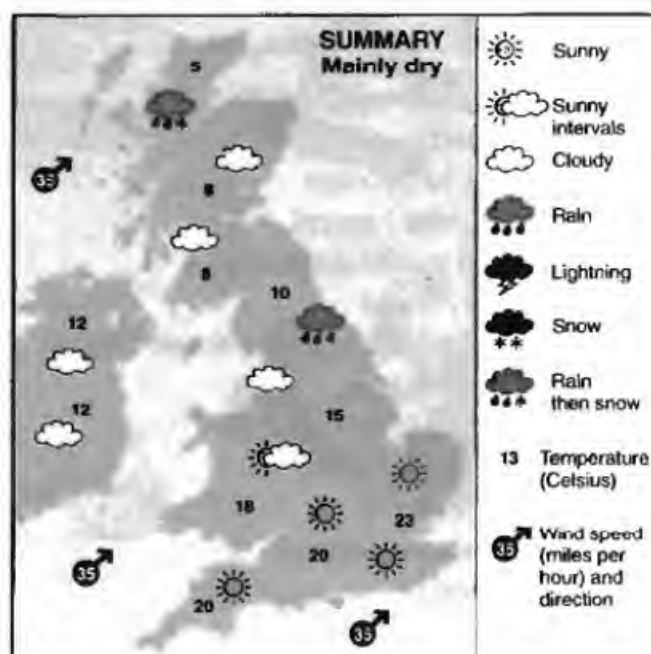 SUMMARY
Mainly dry
5
35
8
8
10
12
12
15
18
23
20
20
35
35
Sunny
Sunny
intervals
Cloudy
Rain
Lightning
Snow
Rain
then snow
13 Temperature
(Celsius)
35 Wind speed
(miles per
hour) and
direction